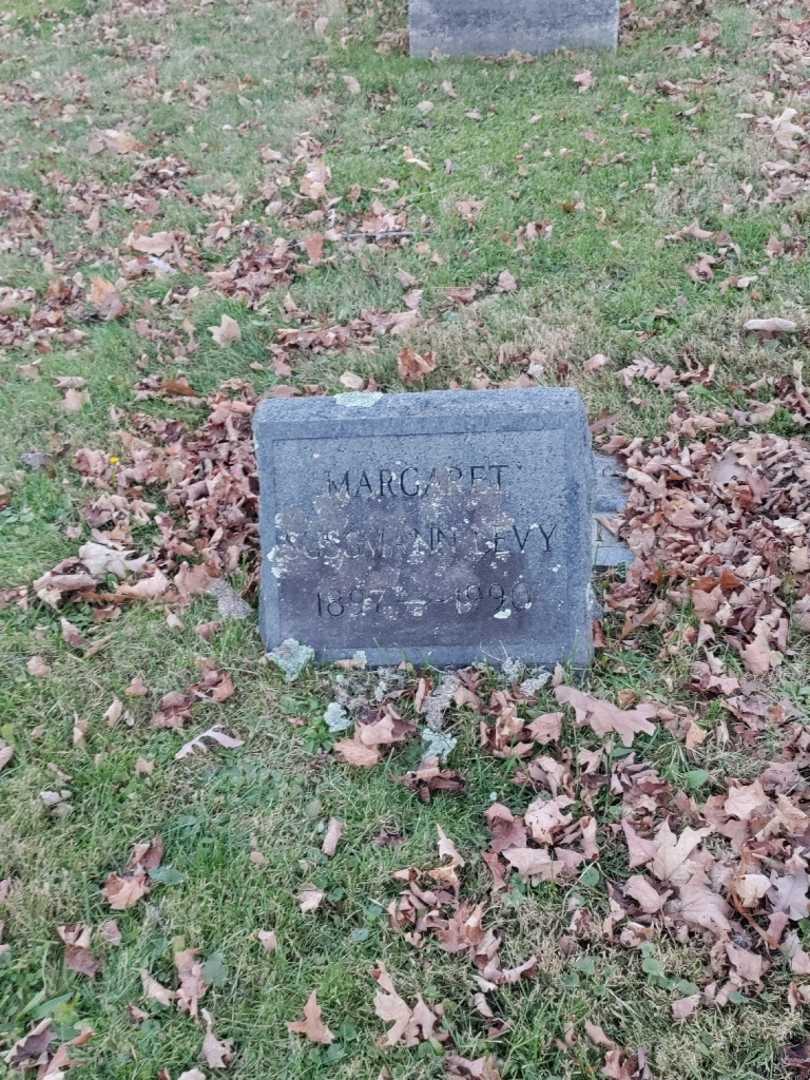 MARGARET
SUSSMANN LEVY
1897 — 1990